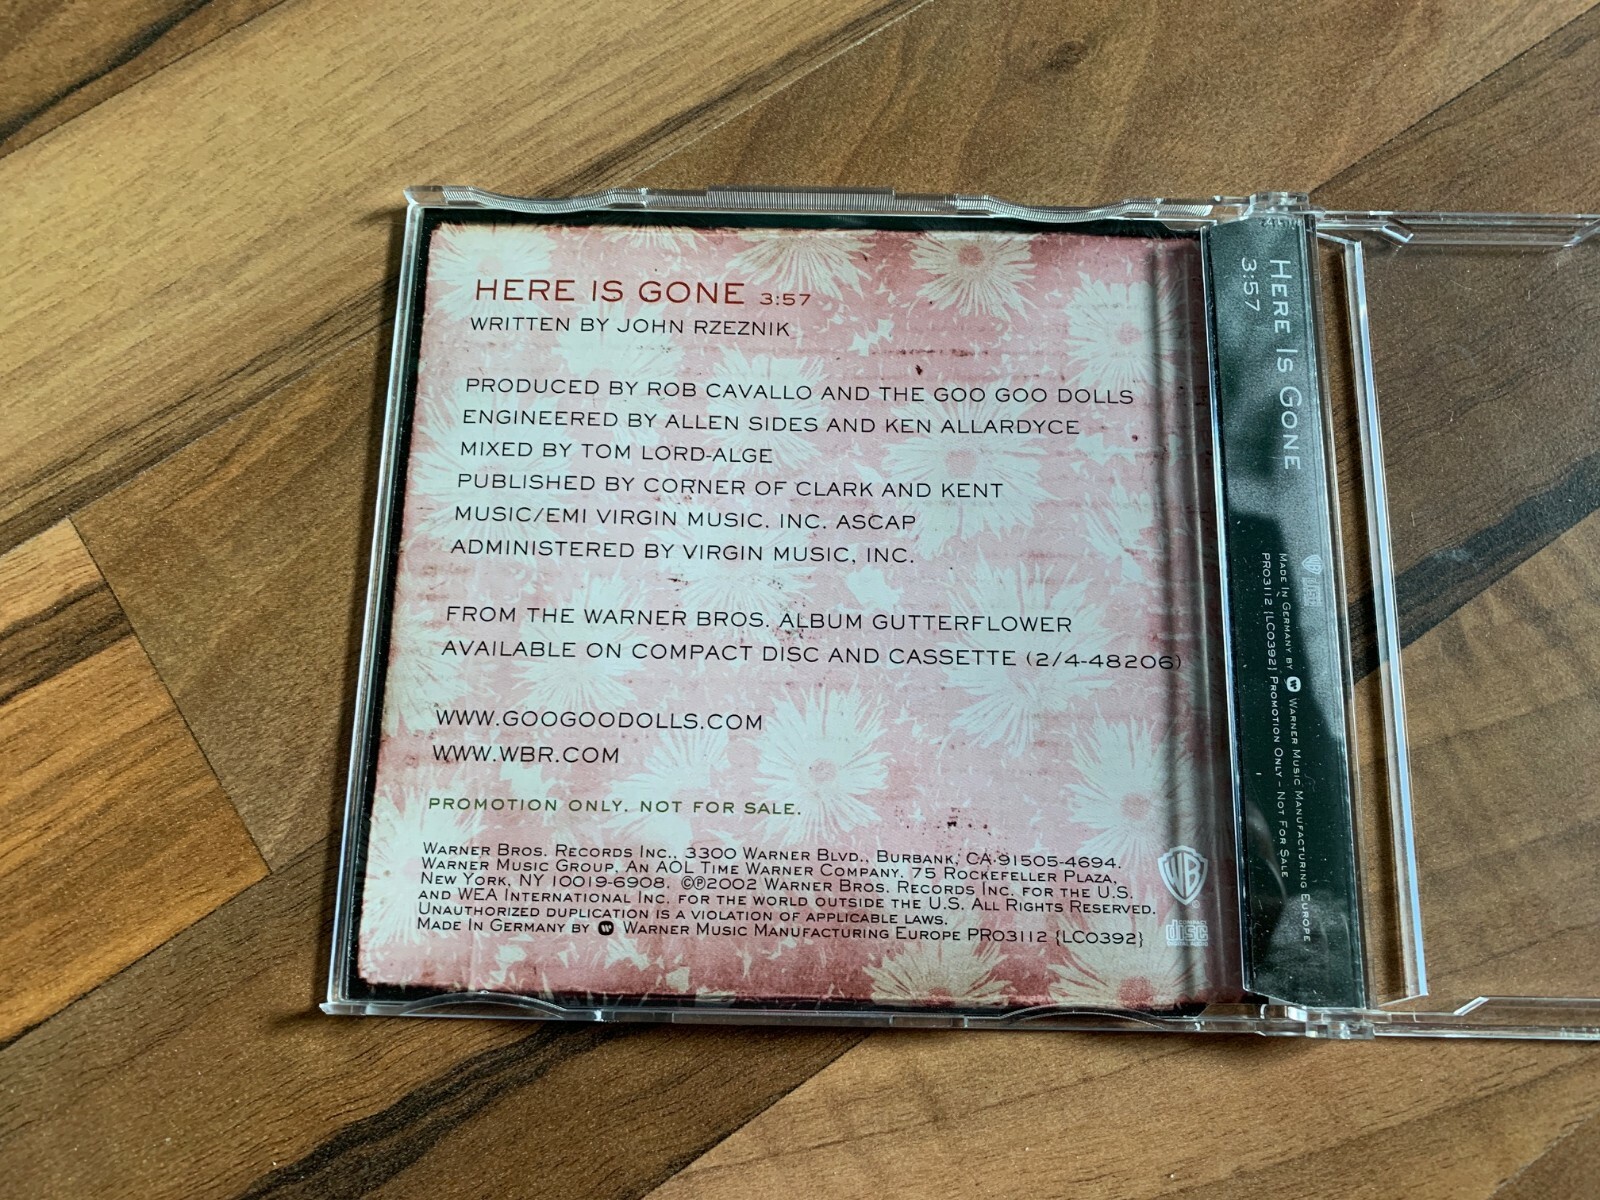 HERE IS GONE 3:57
WRITTEN BY JOHN RZEZNIK
PRODUCED BY ROB CAVALLO AND THE GOO GOO DOLLS
ENGINEERED BY ALLEN SIDES AND KEN ALLARDYCE
MIXED BY TOM LORD-ALGE
PUBLISHED BY CORNER OF CLARK AND KENT
MUSIC/EMI VIRGIN MUSIC. INC. ASCAP
ADMINISTERED BY VIRGIN MUSIC, INC.
FROM THE WARNER BROS. ALBUM GUTTERFLOWER
AVAILABLE ON COMPACT DISC AND CASSETTE (2/4-48206)
WWW.GOOGOODOLLS.COM
WWW.WBR.COM
PROMOTION ONLY. NOT FOR SALE.
WARNER BROS. RECORDS INC., 3300 WARNER BLVD., BURBANK, CA 91505-4694.
WARNER MUSIC GROUP, AN AOL TIME WARNER COMPANY. 75 ROCKEFELLER PLAZA,
NEW YORK, NY 10019-6908. ©℗2002 WARNER BROS. RECORDS INC. FOR THE U.S.
AND WEA INTERNATIONAL INC. FOR THE WORLD OUTSIDE THE U.S. ALL RIGHTS RESERVED.
UNAUTHORIZED DUPLICATION IS A VIOLATION OF APPLICABLE LAWS.
MADE IN GERMANY BY WARNER MUSIC MANUFACTURING EUROPE PRO3112 {LC0392}
WB
COMPACT
disc
HERE IS GONE
3:57
WB
MADE IN GERMANY BY WARNER MUSIC MANUFACTURING EUROPE
PRO3112 {LC0392} PROMOTION ONLY - NOT FOR SALE